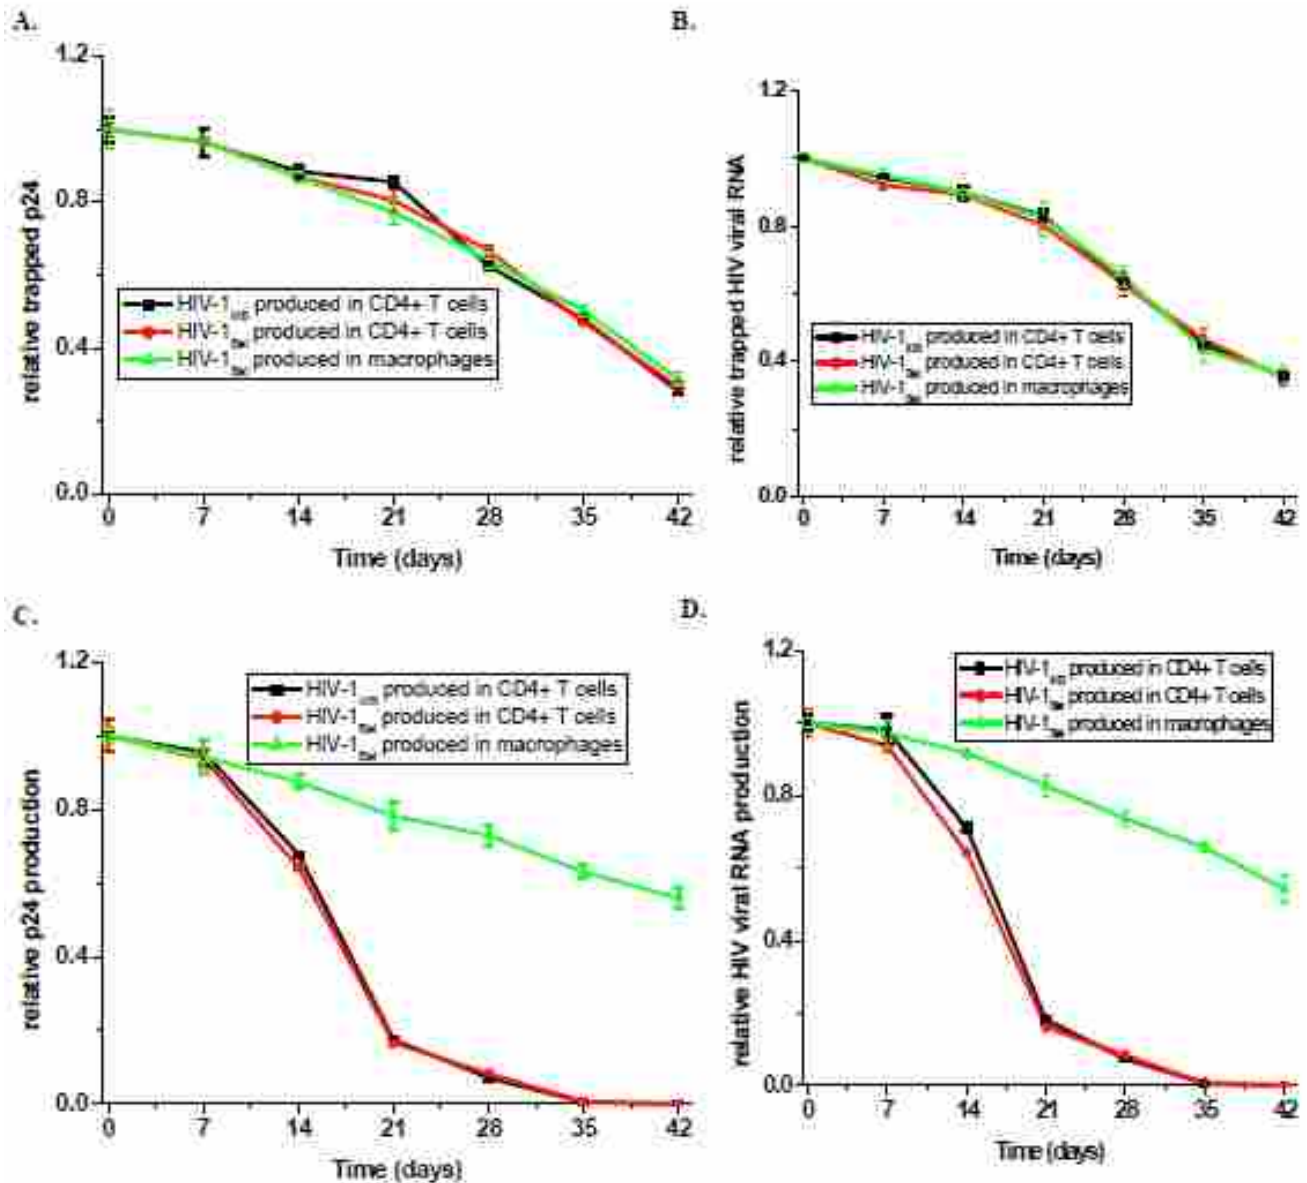 A.
1.2
0.8
0.4
0.0
relative trapped p24
HIV-1 produced in CD4+ T cells
HIV-1 produced in CD4+ T cells
HIV-1 produced in macrophages
0 7 14 21 28 35 42
Time (days)
B.
1.2
0.8
0.4
0.0
relative trapped HIV viral RNA
HIV-1 produced in CD4+ T cells
HIV-1 produced in CD4+ T cells
HIV-1 produced in macrophages
0 7 14 21 28 35 42
Time (days)
C.
1.2
0.8
0.4
0.0
relative p24 production
HIV-1 produced in CD4+ T cells
HIV-1 produced in CD4+ T cells
HIV-1 produced in macrophages
0 7 14 21 28 35 42
Time (days)
D.
1.2
0.8
0.4
0.0
relative HIV viral RNA production
HIV-1 produced in CD4+ T cells
HIV-1 produced in CD4+ T cells
HIV-1 produced in macrophages
0 7 14 21 28 35 42
Time (days)